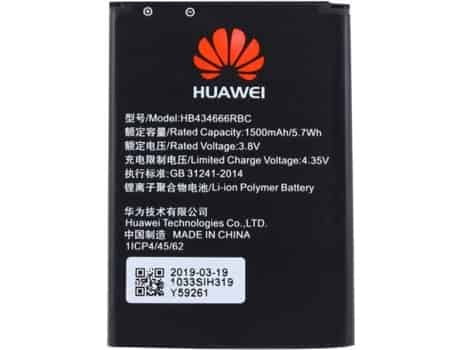 HUAWEI
型号/Model:HB434666RBC
额定容量/Rated Capacity:1500mAh/5.7Wh
额定电压/Rated Voltage:3.8V
充电限制电压/Limited Charge Voltage:4.35V
执行标准/GB 31241-2014
锂离子聚合物电池/Li-ion Polymer Battery
华为技术有限公司
Huawei Technologies Co.,Ltd.
中国制造/MADE IN CHINA
1ICP4/45/62
2019-03-19
1033SIH319
Y59261